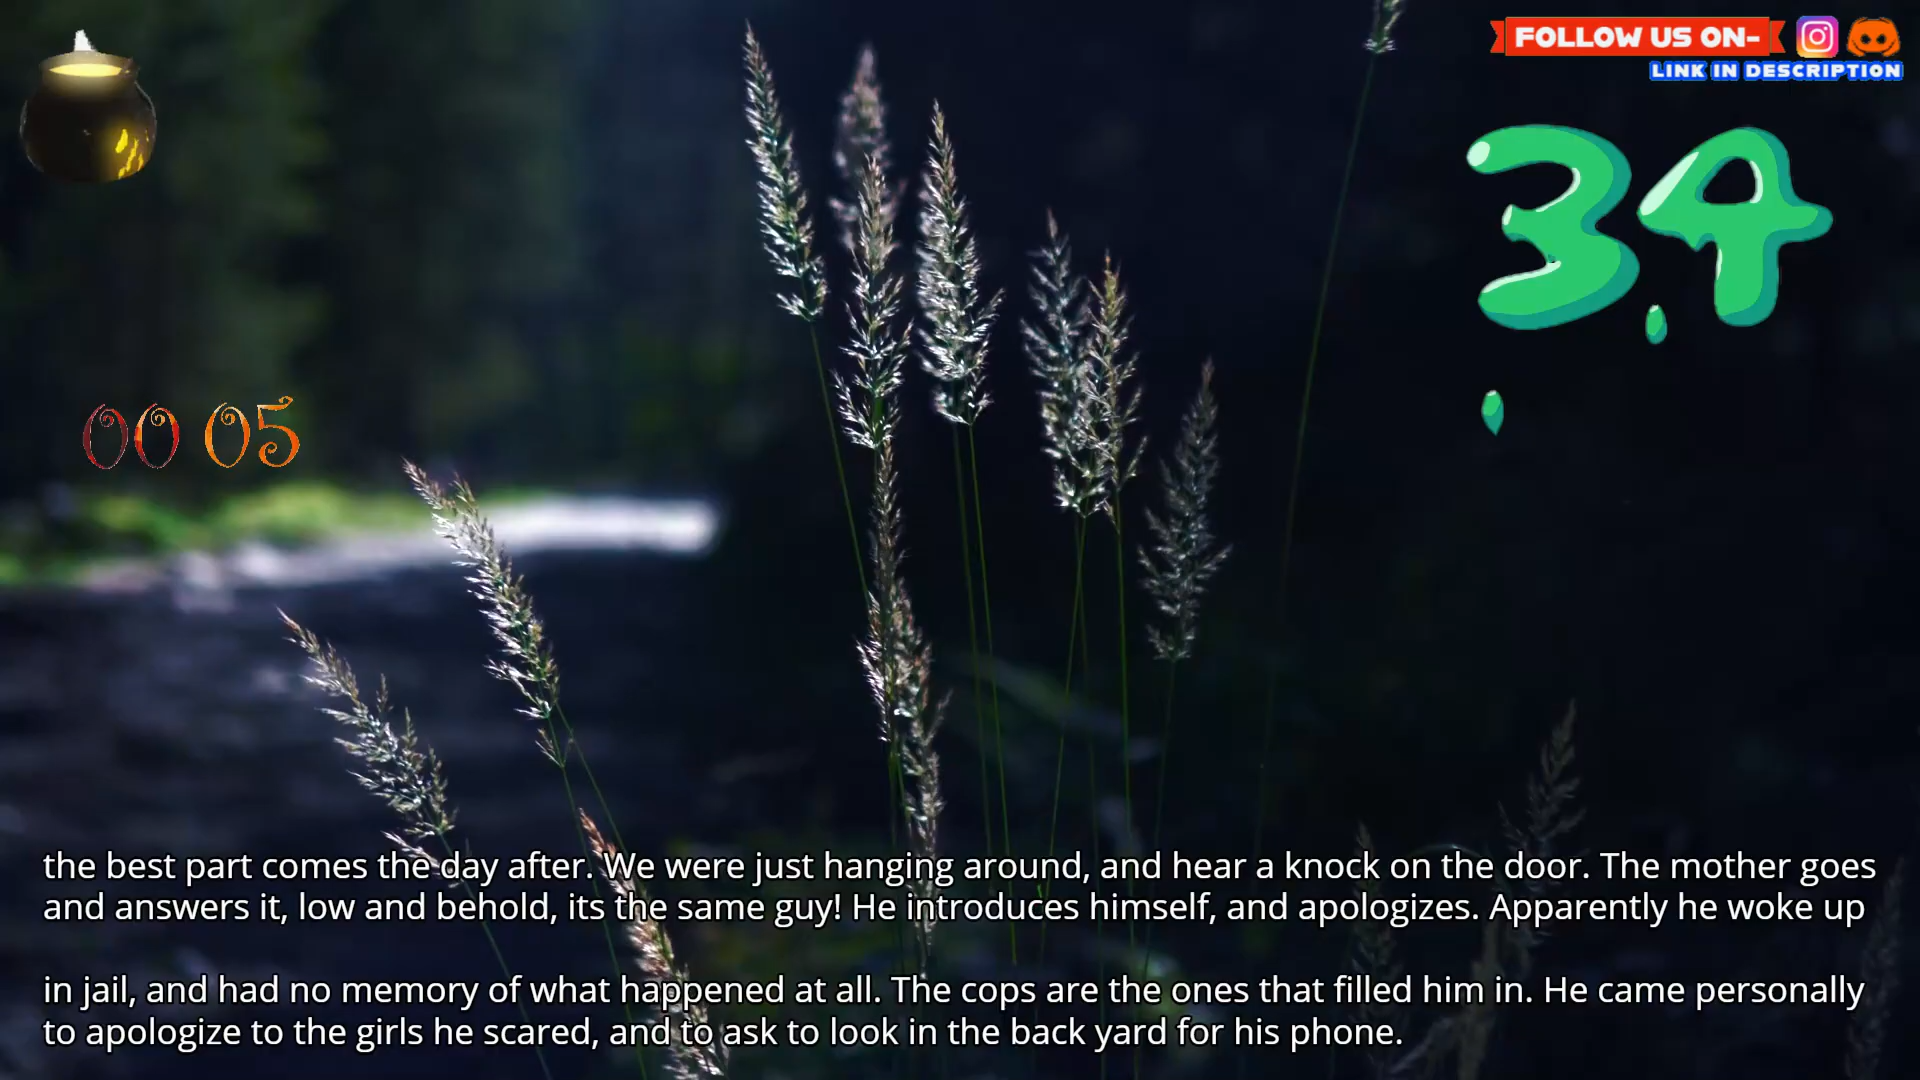 FOLLOW US ON-
LINK IN DESCRIPTION
34
00 05
the best part comes the day after. We were just hanging around, and hear a knock on the door. The mother goes
and answers it, low and behold, its the same guy! He introduces himself, and apologizes. Apparently he woke up
in jail, and had no memory of what happened at all. The cops are the ones that filled him in. He came personally
to apologize to the girls he scared, and to ask to look in the back yard for his phone.